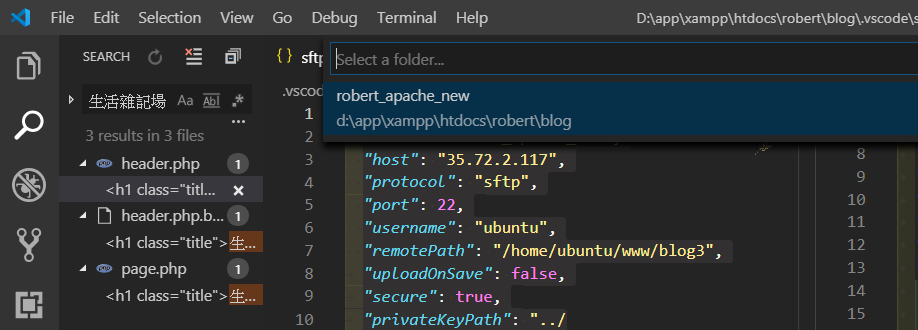 File Edit Selection View Go Debug Terminal Help D:\app\xampp\htdocs\robert\blog\.vscode\s
SEARCH
sft
Select a folder...
生活雜記場 Aa Abl .*
.vscod
robert_apache_new
d:\app\xampp\htdocs\robert\blog
3 results in 3 files
1
header.php 1
3 "host": "35.72.2.117",
8
<h1 class="titl...
4 "protocol": "sftp",
9
5 "port": 22,
10
header.php.b... 1
6 "username": "ubuntu",
11
<h1 class="title">生...
7 "remotePath": "/home/ubuntu/www/blog3",
12
page.php 1
8 "uploadOnSave": false,
13
<h1 class="title">生...
9 "secure": true,
14
10 "privateKeyPath": "../
15